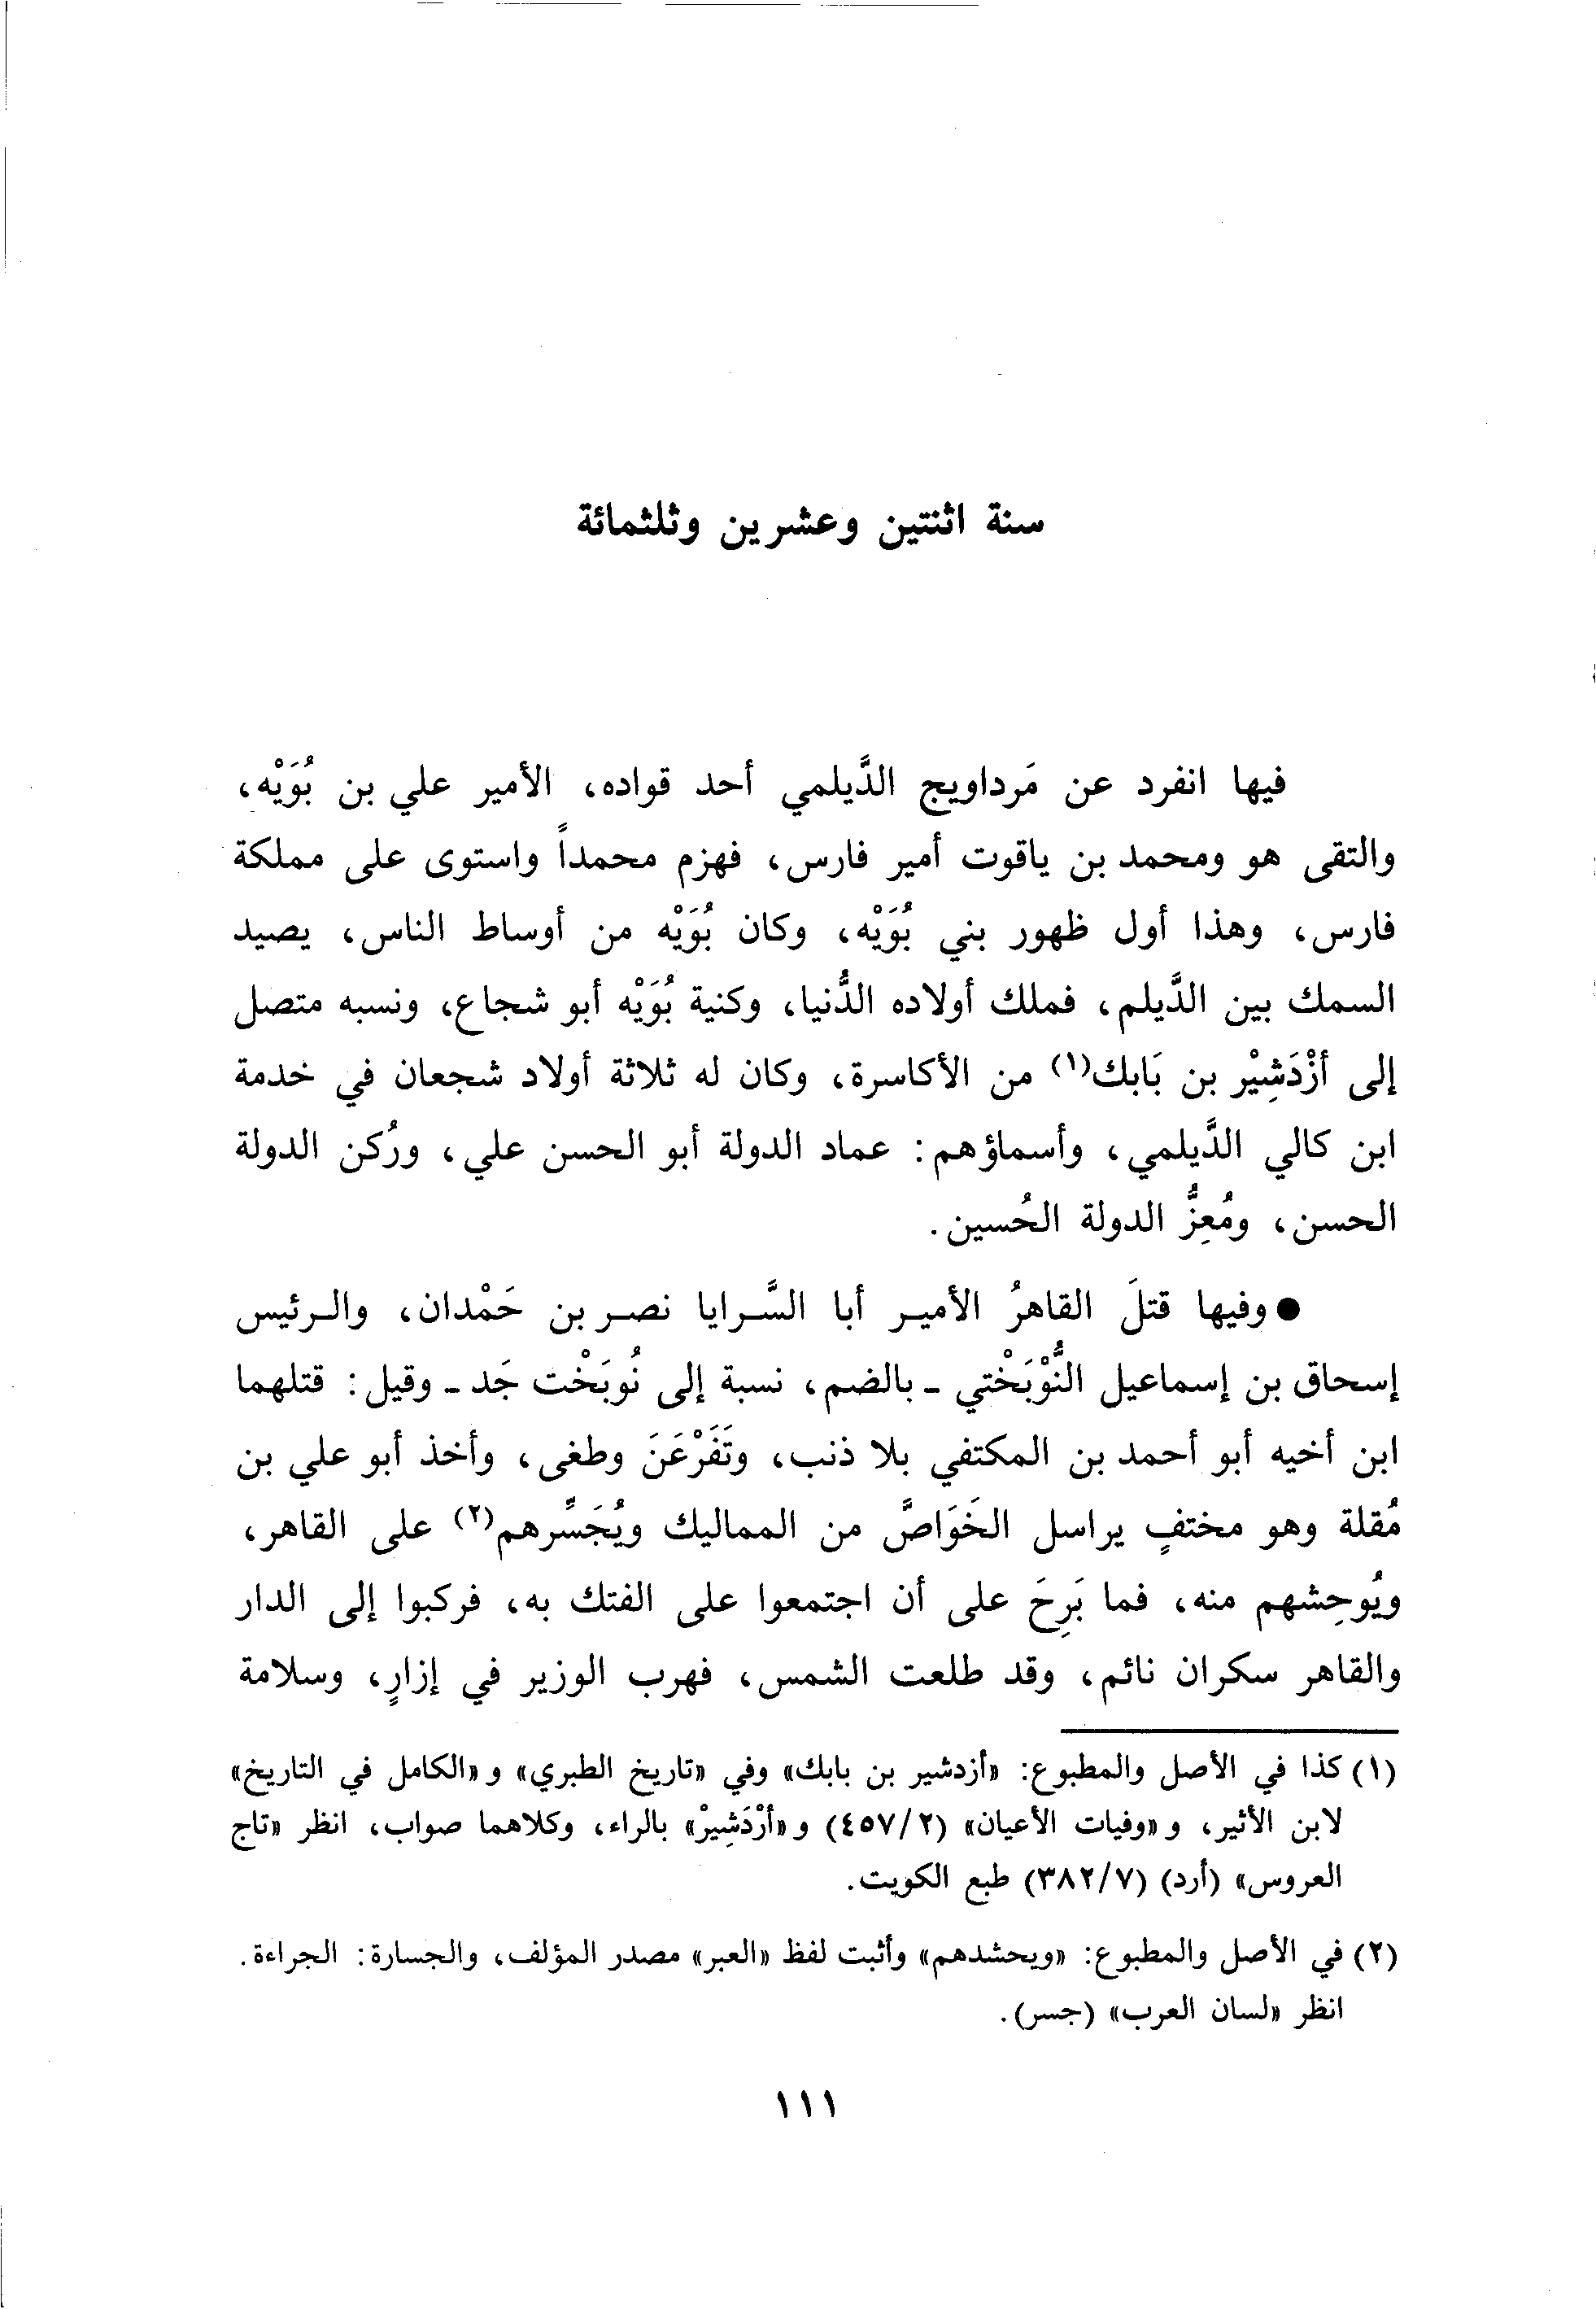 سنة اثنتين وعشرين وثلثمائة
فيها انفرد عن مَرداويج الدَّيلمي أحد قواده، الأمير علي بن بُوَيْه،
والتقى هو ومحمد بن ياقوت أمير فارس، فهزم محمداً واستوى على مملكة
فارس، وهذا أول ظهور بني بُوَيْه، وكان بُوَيْه من أوساط الناس، يصيد
السمك بين الدَّيلم، فملك أولاده الدُّنيا، وكنية بُوَيْه أبو شجاع، ونسبه متصل
إلى أزْدَشِيْر بن بَابك(١) من الأكاسرة، وكان له ثلاثة أولاد شجعان في خدمة
ابن كالي الدَّيلمي، وأسماؤهم: عماد الدولة أبو الحسن علي، ورُكن الدولة
الحسن، ومُعِزُّ الدولة الحُسين.
● وفيها قتلَ القاهرُ الأميـر أبا السَّـرايا نصـر بن حَمْدان، والـرئيس
إسحاق بن إسماعيل النُّوْبَخْتي ـ بالضم، نسبة إلى نُوبَخْت جَد ـ وقيل: قتلهما
ابن أخيه أبو أحمد بن المكتفي بلا ذنب، وتَفَرْعَنَ وطغى، وأخذ أبو علي بن
مُقلة وهو مختفٍ يراسل الخَوَاصَّ من المماليك ويُجَسِّرهم(٢) على القاهر،
ويُوحِشهم منه، فما بَرِحَ على أن اجتمعوا على الفتك به، فركبوا إلى الدار
والقاهر سكران نائم، وقد طلعت الشمس، فهرب الوزير في إزارٍ، وسلامة
(١) كذا في الأصل والمطبوع: «أزدشير بن بابك» وفي «تاريخ الطبري» و «الكامل في التاريخ»
لابن الأثير، و «وفيات الأعيان» (٢/٤٥٧) و «أرْدَشِيرْ» بالراء، وكلاهما صواب، انظر «تاج
العروس» (أرد) (٧/٣٨٢) طبع الكويت.
(٢) في الأصل والمطبوع: «ويحشدهم» وأثبت لفظ «العبر» مصدر المؤلف، والجسارة: الجراءة.
انظر «لسان العرب» (جسر).
١١١